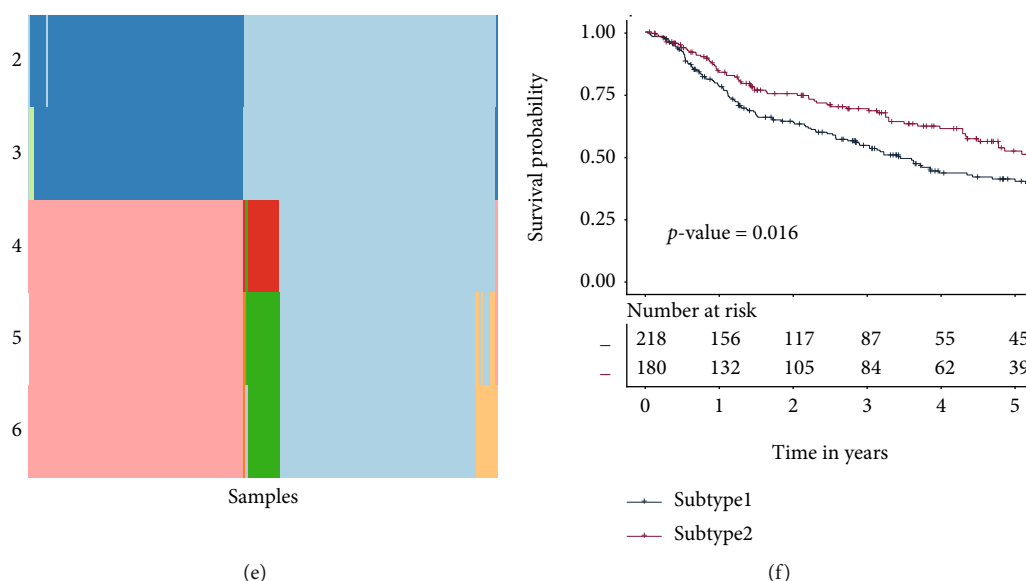 2
3
4
5
6
Samples
(e)
Survival probability
1.00
0.75
0.50
0.25
0.00
p-value = 0.016
Number at risk
– 218 156 117 87 55 45
– 180 132 105 84 62 39
0 1 2 3 4 5
Time in years
Subtype1
Subtype2
(f)